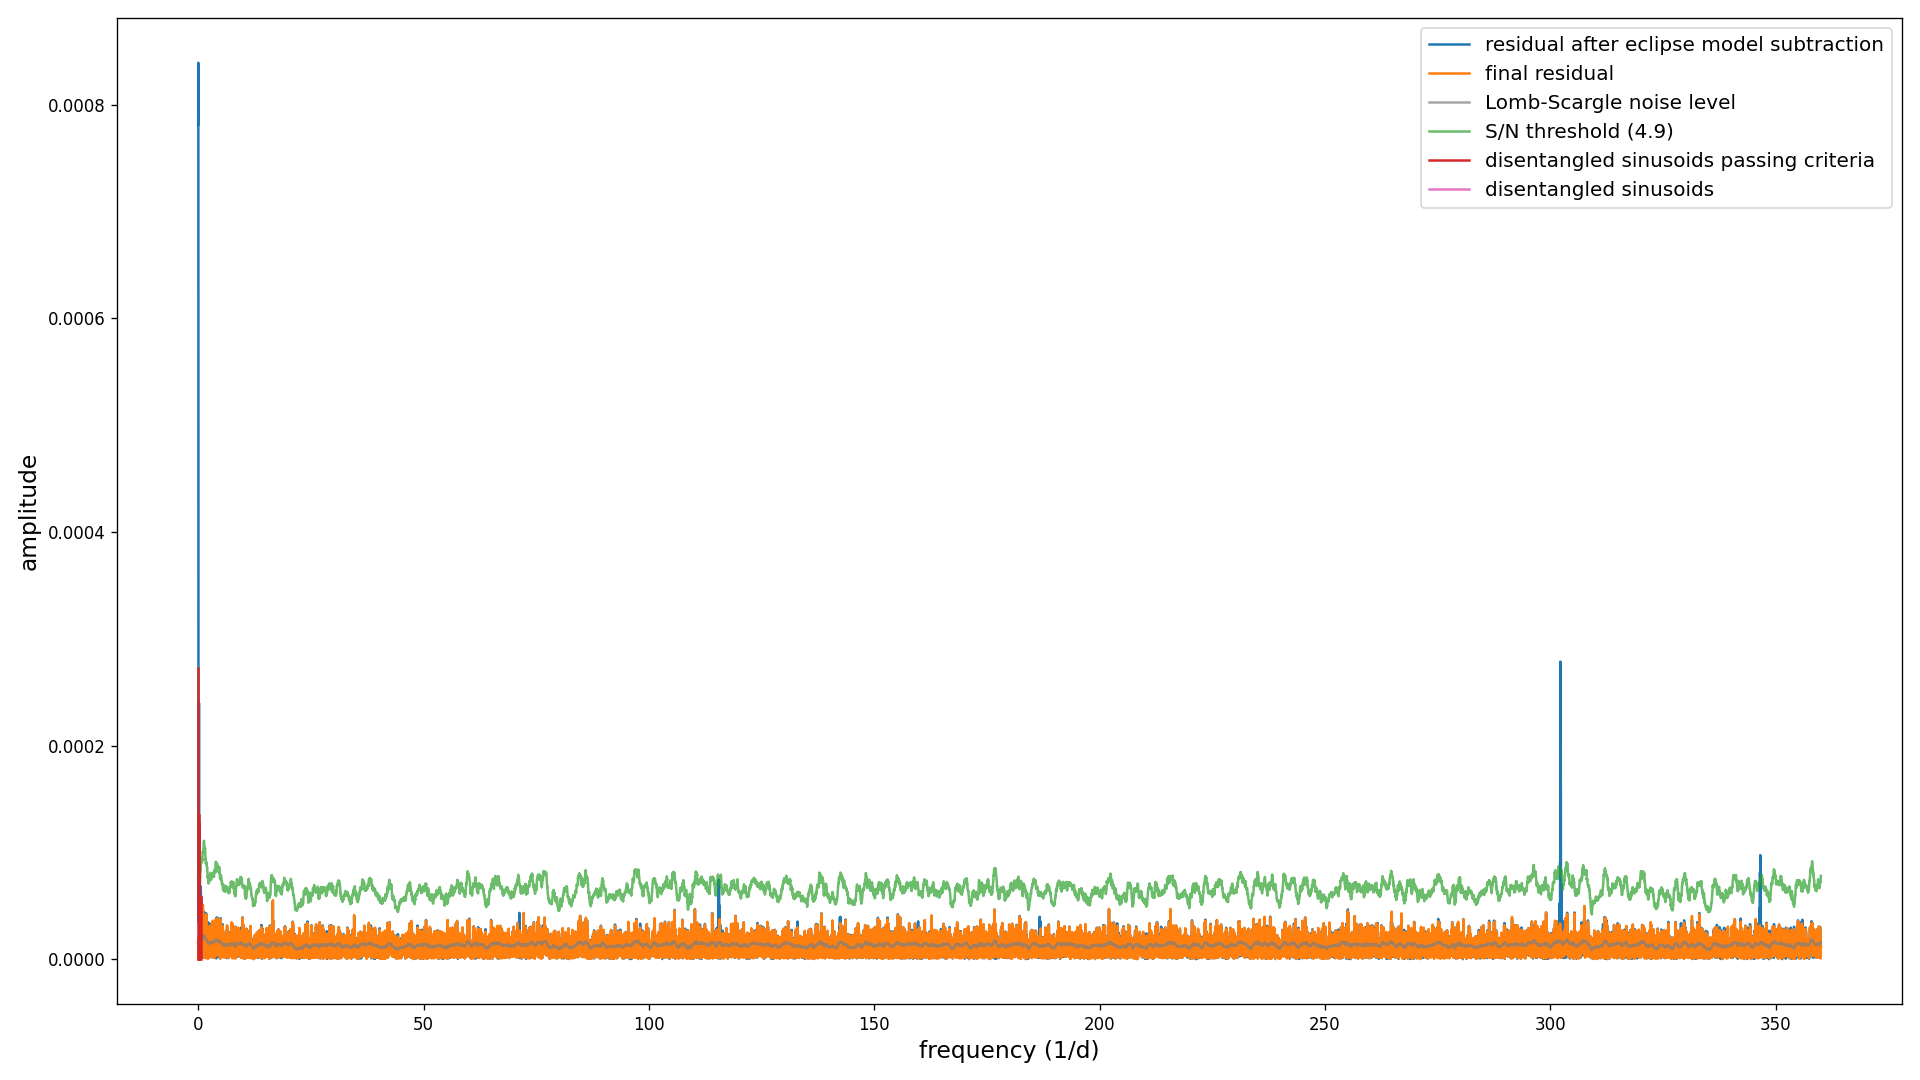 residual after eclipse model subtraction
final residual
Lomb-Scargle noise level
S/N threshold (4.9)
disentangled sinusoids passing criteria
disentangled sinusoids
amplitude
0.0008
0.0006
0.0004
0.0002
0.0000
0 50 100 150 200 250 300 350
frequency (1/d)